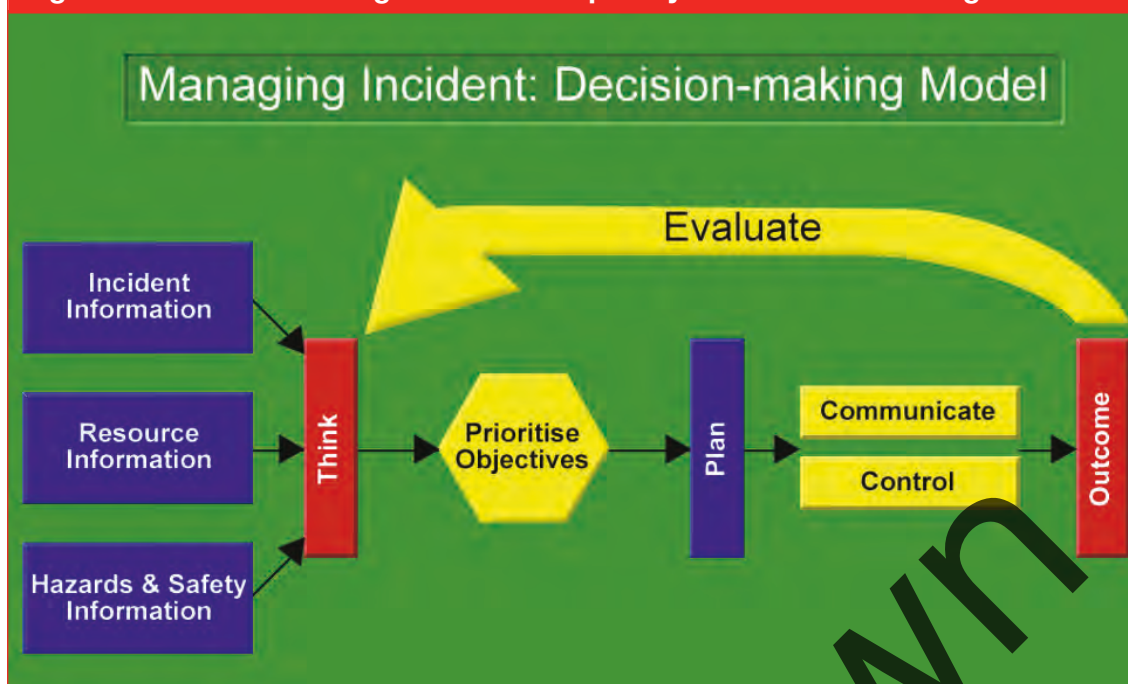 Managing Incident: Decision-making Model
Evaluate
Incident
Information
Resource
Information
Hazards & Safety
Information
Think
Prioritise
Objectives
Plan
Communicate
Control
Outcome